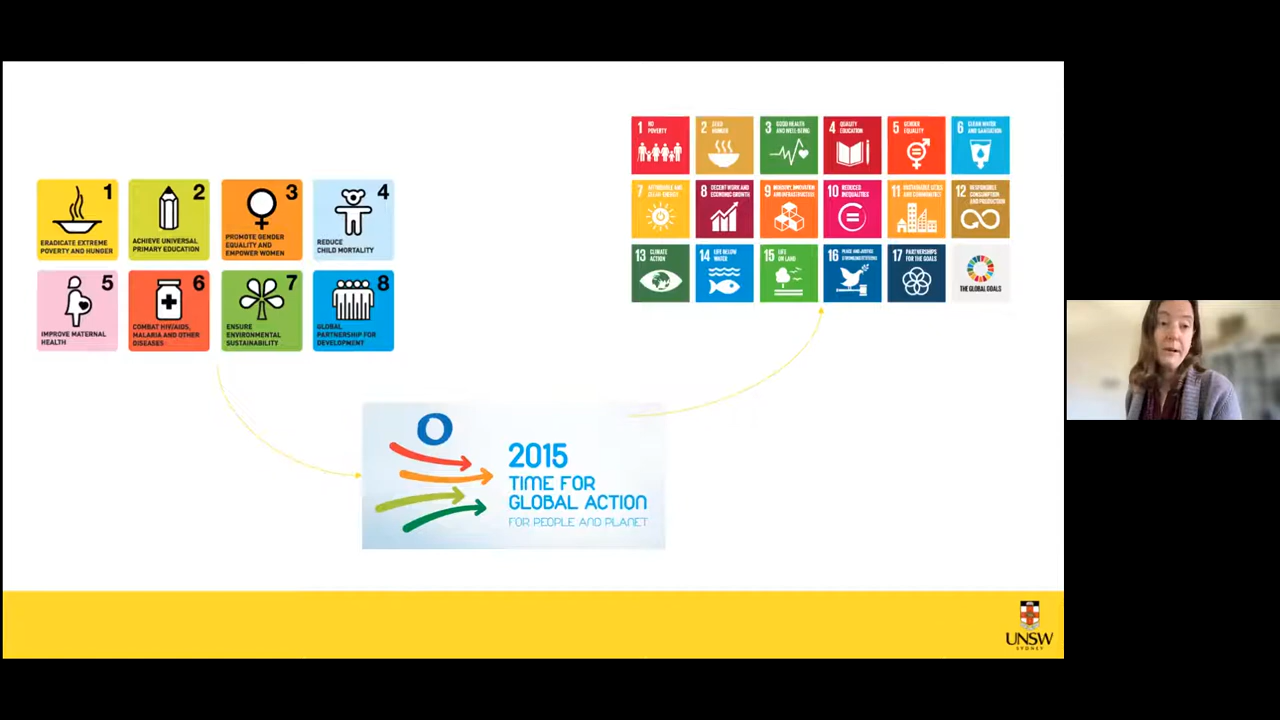 1
ERADICATE EXTREME
POVERTY AND HUNGER
2
ACHIEVE UNIVERSAL
PRIMARY EDUCATION
3
PROMOTE GENDER
EQUALITY AND
EMPOWER WOMEN
4
REDUCE
CHILD MORTALITY
5
IMPROVE MATERNAL
HEALTH
6
COMBAT HIV/AIDS,
MALARIA AND OTHER
DISEASES
7
ENSURE
ENVIRONMENTAL
SUSTAINABILITY
8
GLOBAL
PARTNERSHIP FOR
DEVELOPMENT
2015
TIME FOR
GLOBAL ACTION
FOR PEOPLE AND PLANET
1 NO
POVERTY
2 ZERO
HUNGER
3 GOOD HEALTH
AND WELL-BEING
4 QUALITY
EDUCATION
5 GENDER
EQUALITY
6 CLEAN WATER
AND SANITATION
7 AFFORDABLE AND
CLEAN ENERGY
8 DECENT WORK AND
ECONOMIC GROWTH
9 INDUSTRY, INNOVATION
AND INFRASTRUCTURE
10 REDUCED
INEQUALITIES
11 SUSTAINABLE CITIES
AND COMMUNITIES
12 RESPONSIBLE
CONSUMPTION
AND PRODUCTION
13 CLIMATE
ACTION
14 LIFE BELOW
WATER
15 LIFE
ON LAND
16 PEACE AND JUSTICE
STRONG INSTITUTIONS
17 PARTNERSHIPS
FOR THE GOALS
THE GLOBAL GOALS
UNSW
SYDNEY